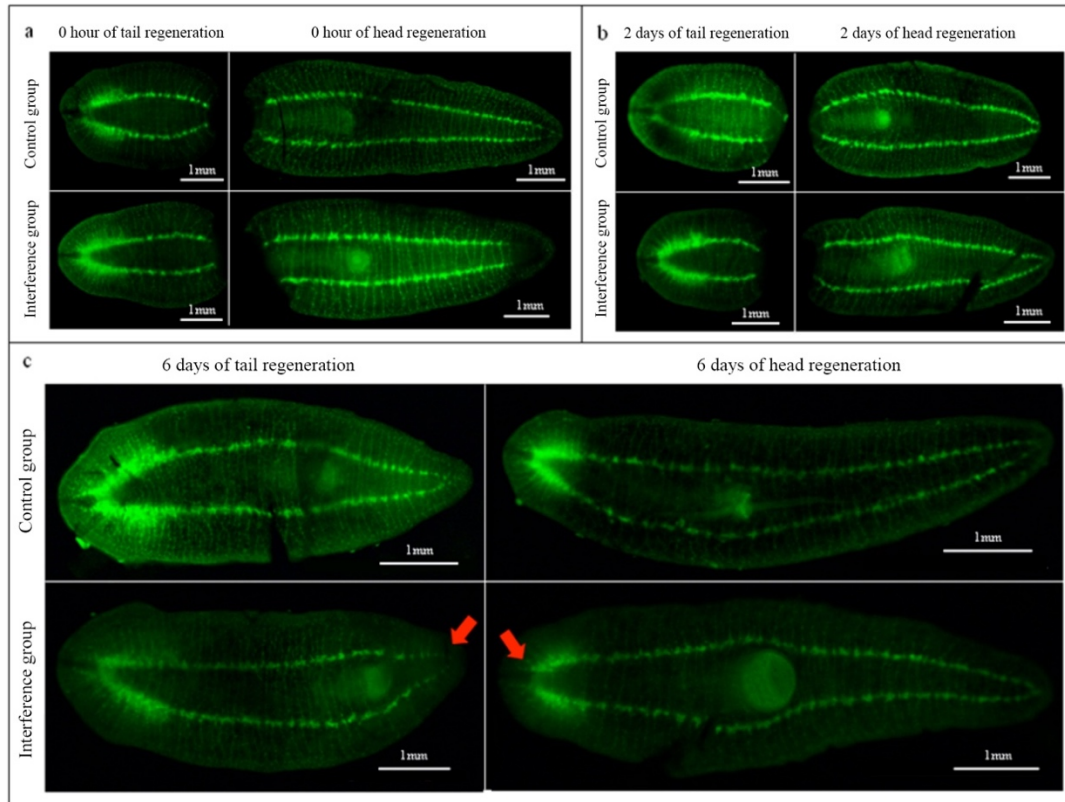 a
0 hour of tail regeneration
0 hour of head regeneration
Control group
1mm
1mm
Interference group
1mm
1mm
b
2 days of tail regeneration
2 days of head regeneration
Control group
1mm
1mm
Interference group
1mm
1mm
c
6 days of tail regeneration
6 days of head regeneration
Control group
1mm
1mm
Interference group
1mm
1mm